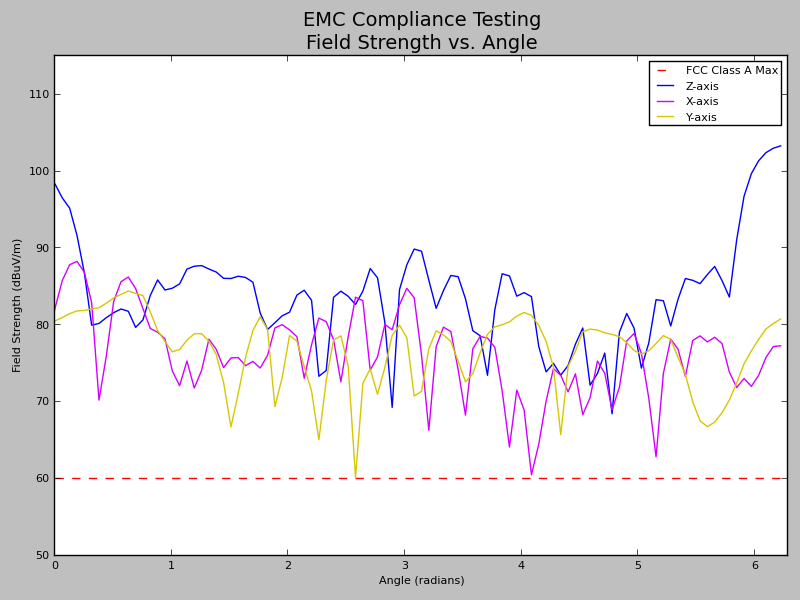 EMC Compliance Testing
Field Strength vs. Angle
FCC Class A Max
Z-axis
X-axis
Y-axis
Field Strength (dBuV/m)
110
100
90
80
70
60
50
0 1 2 3 4 5 6
Angle (radians)